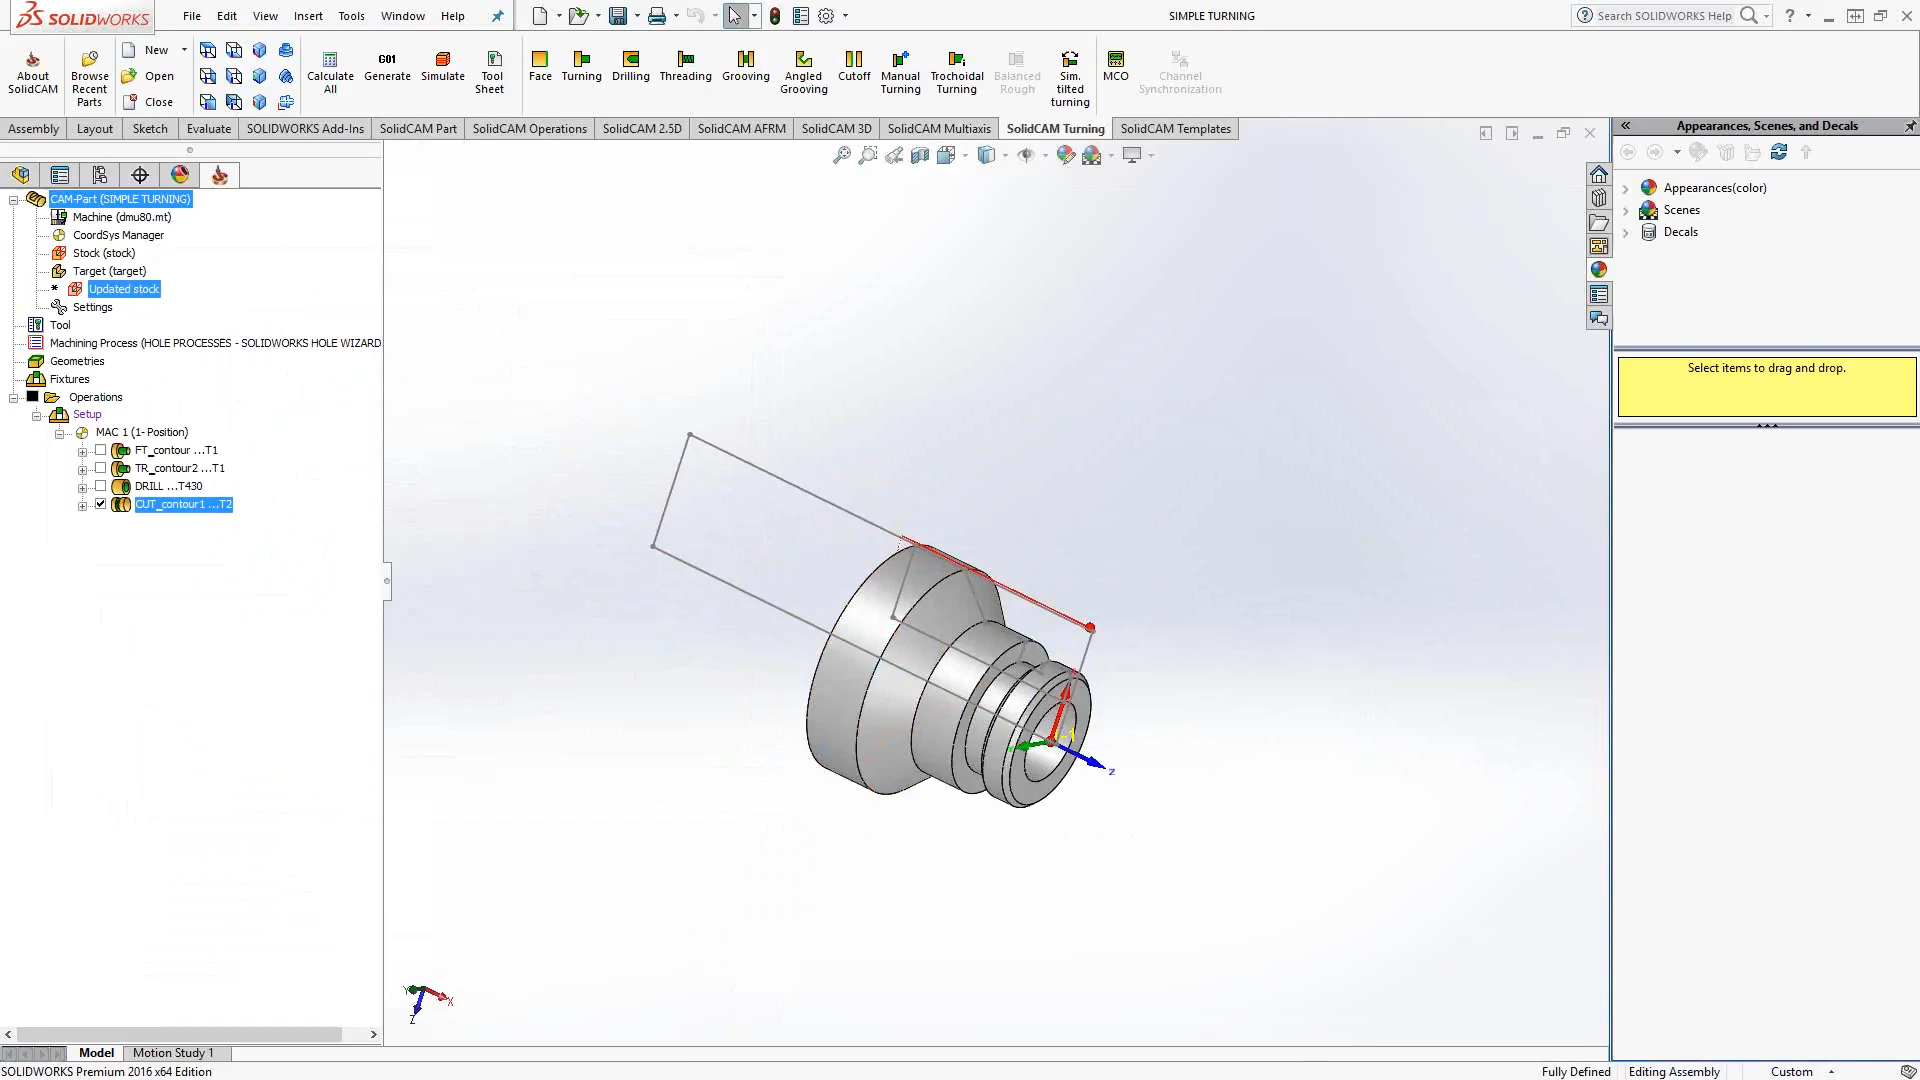 SOLIDWORKS
File Edit View Insert Tools Window Help
SIMPLE TURNING
Search SOLIDWORKS Help
?
About SolidCAM
Browse Recent Parts
New
Open
Close
Calculate All
G01
Generate
Simulate
Tool Sheet
Face
Turning
Drilling
Threading
Grooving
Angled Grooving
Cutoff
Manual Turning
Trochoidal Turning
Balanced Rough
Sim. tilted turning
MCO
Channel Synchronization
Assembly Layout Sketch Evaluate SOLIDWORKS Add-Ins SolidCAM Part SolidCAM Operations SolidCAM 2.5D SolidCAM AFRM SolidCAM 3D SolidCAM Multiaxis SolidCAM Turning SolidCAM Templates
Appearances, Scenes, and Decals
CAM-Part (SIMPLE TURNING)
Machine (dmu80.mt)
CoordSys Manager
Stock (stock)
Target (target)
* Updated stock
Settings
Tool
Machining Process (HOLE PROCESSES - SOLIDWORKS HOLE WIZARD
Geometries
Fixtures
Operations
Setup
MAC 1 (1- Position)
FT_contour ...T1
TR_contour2 ...T1
DRILL ...T430
CUT_contour1 ...T2
Appearances(color)
Scenes
Decals
Select items to drag and drop.
-1
Z
Y
X
Z
Model Motion Study 1
SOLIDWORKS Premium 2016 x64 Edition
Fully Defined Editing Assembly Custom